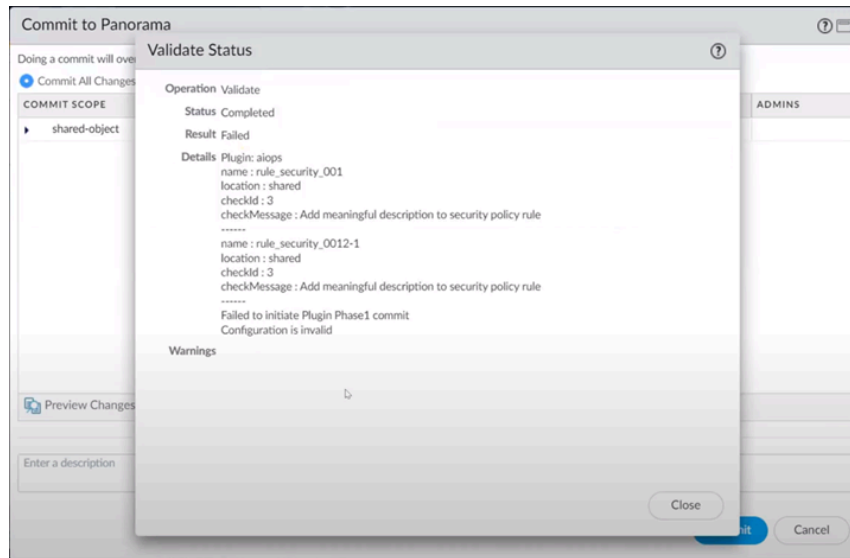 Commit to Panorama
Doing a commit will ove
Commit All Changes
COMMIT SCOPE
ADMINS
shared-object
Validate Status
Operation Validate
Status Completed
Result Failed
Details Plugin: aiops
name : rule_security_001
location : shared
checkId : 3
checkMessage : Add meaningful description to security policy rule
------
name : rule_security_0012-1
location : shared
checkId : 3
checkMessage : Add meaningful description to security policy rule
------
Failed to initiate Plugin Phase1 commit
Configuration is invalid
Warnings
Preview Changes
Enter a description
Close
it
Cancel